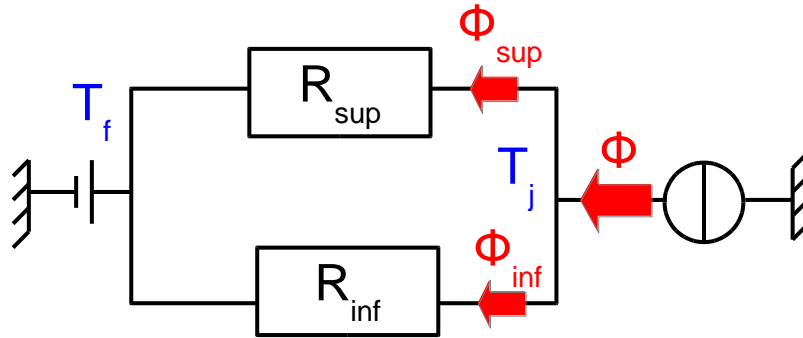 Φsup
Rsup
Tf
Φ
Tj
Φinf
Rinf